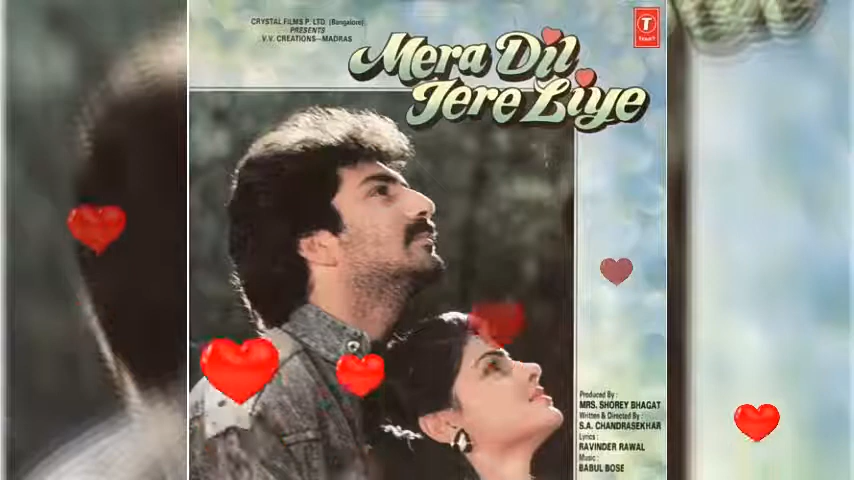 CRYSTAL FILMS P. LTD. (Bangalore)
PRESENTS
V.V. CREATIONS—MADRAS
Mera Dil
Tere Liye
T
Produced By :
MRS. SHOREY BHAGAT
Written & Directed By :
S.A. CHANDRASEKHAR
Lyrics :
RAVINDER RAWAL
Music :
BABUL BOSE